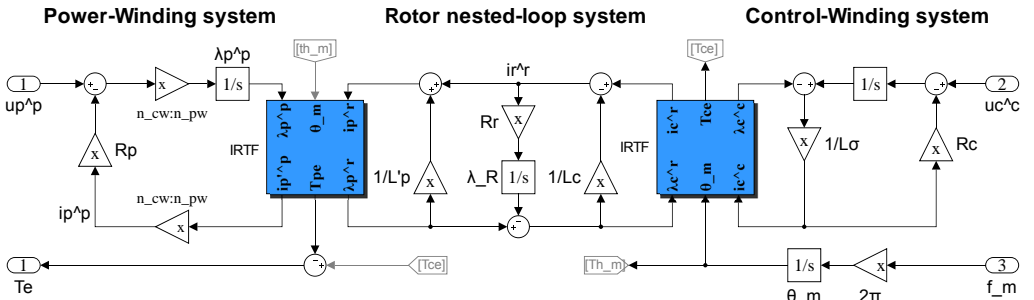 Power-Winding system
Rotor nested-loop system
Control-Winding system
[th_m]
[Tce]
λp^p
ir^r
1
up^p
+
-
x
1/s
n_cw:n_pw
Rp
x
IRTF
λp^p
θ_m
ip^r
ip'^p
Tpe
λp^r
+
+
Rr
x
λ_R
1/s
1/L'p
x
1/Lc
x
-
+
+
-
IRTF
ic^r
Tce
λc^c
λc^r
θ_m
ic^c
+
-
1/s
-
+
2
uc^c
x
1/Lσ
x
Rc
n_cw:n_pw
x
ip^p
1
Te
-
+
[Tce]
[Th_m]
1/s
θ_m
x
2π
3
f_m